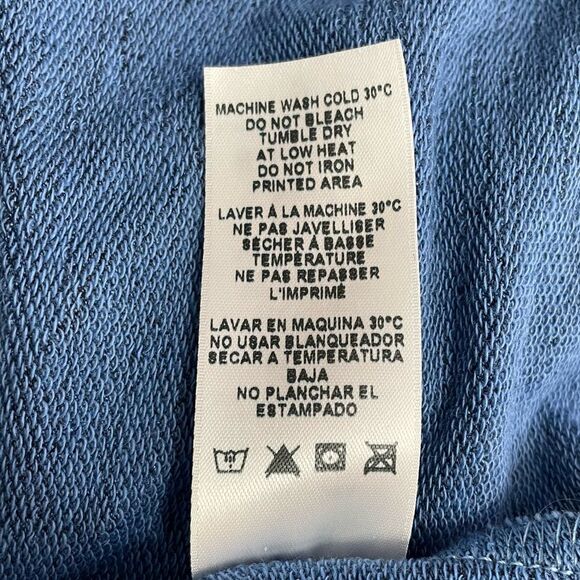 MACHINE WASH COLD 30°C
DO NOT BLEACH
TUMBLE DRY
AT LOW HEAT
DO NOT IRON
PRINTED AREA
LAVER À LA MACHINE 30°C
NE PAS JAVELLISER
SÉCHER À BASSE
TEMPÉRATURE
NE PAS REPASSER
L'IMPRIMÉ
LAVAR EN MAQUINA 30°C
NO USAR BLANQUEADOR
SECAR A TEMPERATURA
BAJA
NO PLANCHAR EL
ESTAMPADO